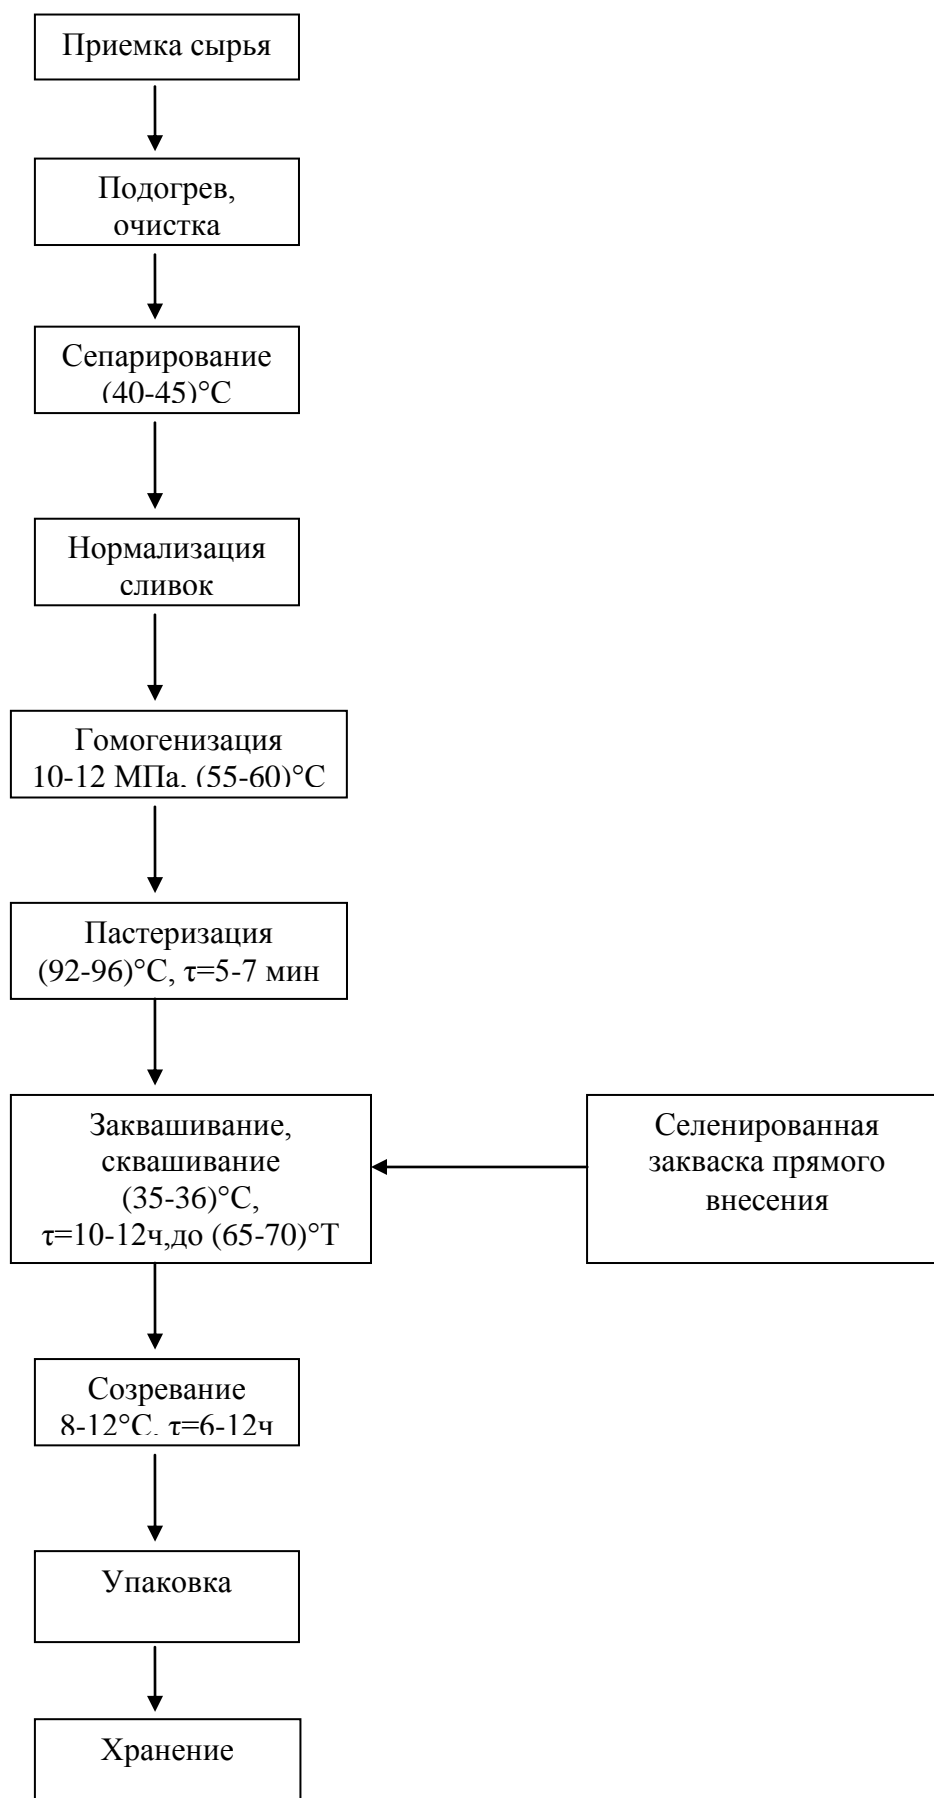 Приемка сырья
Подогрев,
очистка
Сепарирование
(40-45)°С
Нормализация
сливок
Гомогенизация
10-12 МПа, (55-60)°С
Пастеризация
(92-96)°С, τ=5-7 мин
Заквашивание,
сквашивание
(35-36)°С,
τ=10-12ч,до (65-70)°Т
Селенированная
закваска прямого
внесения
Созревание
8-12°С, τ=6-12ч
Упаковка
Хранение